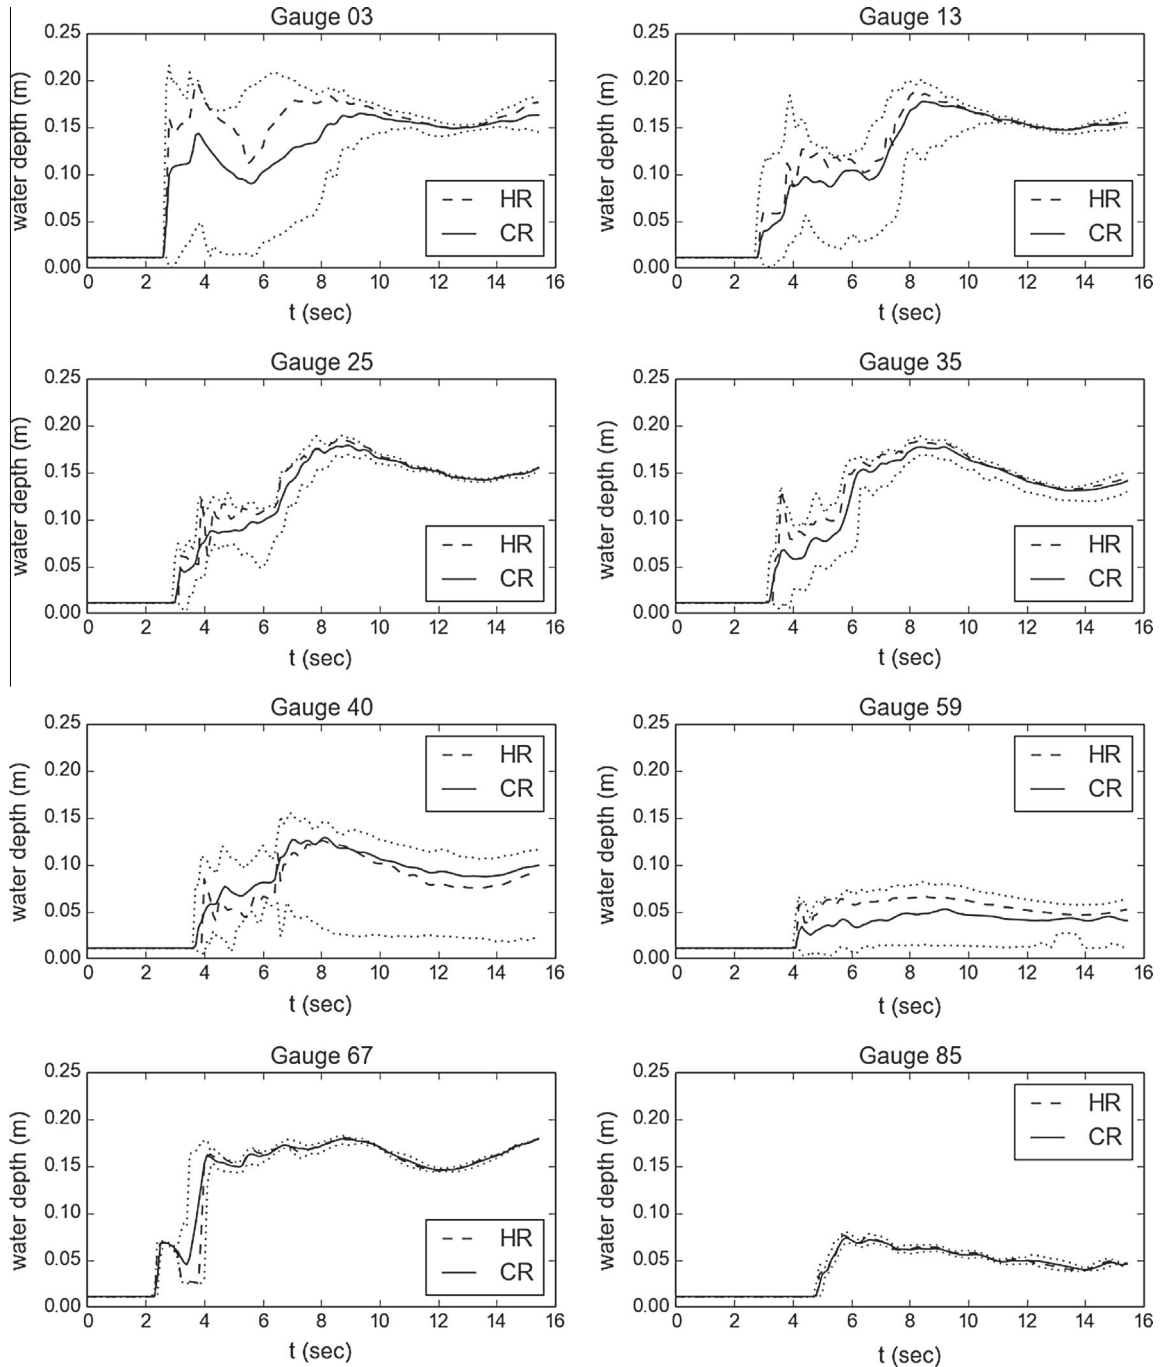 Gauge 03
0.25
0.20
0.15
0.10
0.05
0.00
water depth (m)
HR
CR
0 2 4 6 8 10 12 14 16
t (sec)
Gauge 13
0.25
0.20
0.15
0.10
0.05
0.00
water depth (m)
HR
CR
0 2 4 6 8 10 12 14 16
t (sec)
Gauge 25
0.25
0.20
0.15
0.10
0.05
0.00
water depth (m)
HR
CR
0 2 4 6 8 10 12 14 16
t (sec)
Gauge 35
0.25
0.20
0.15
0.10
0.05
0.00
water depth (m)
HR
CR
0 2 4 6 8 10 12 14 16
t (sec)
Gauge 40
0.25
0.20
0.15
0.10
0.05
0.00
water depth (m)
HR
CR
0 2 4 6 8 10 12 14 16
t (sec)
Gauge 59
0.25
0.20
0.15
0.10
0.05
0.00
water depth (m)
HR
CR
0 2 4 6 8 10 12 14 16
t (sec)
Gauge 67
0.25
0.20
0.15
0.10
0.05
0.00
water depth (m)
HR
CR
0 2 4 6 8 10 12 14 16
t (sec)
Gauge 85
0.25
0.20
0.15
0.10
0.05
0.00
water depth (m)
HR
CR
0 2 4 6 8 10 12 14 16
t (sec)